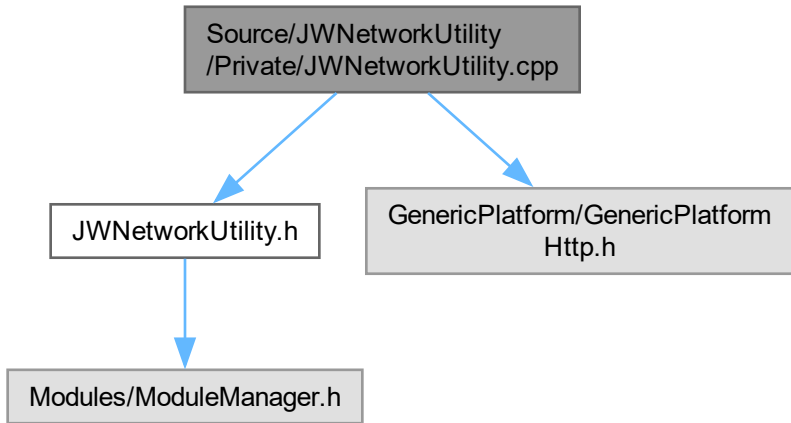 Source/JWNetworkUtility
/Private/JWNetworkUtility.cpp
JWNetworkUtility.h
GenericPlatform/GenericPlatform
Http.h
Modules/ModuleManager.h